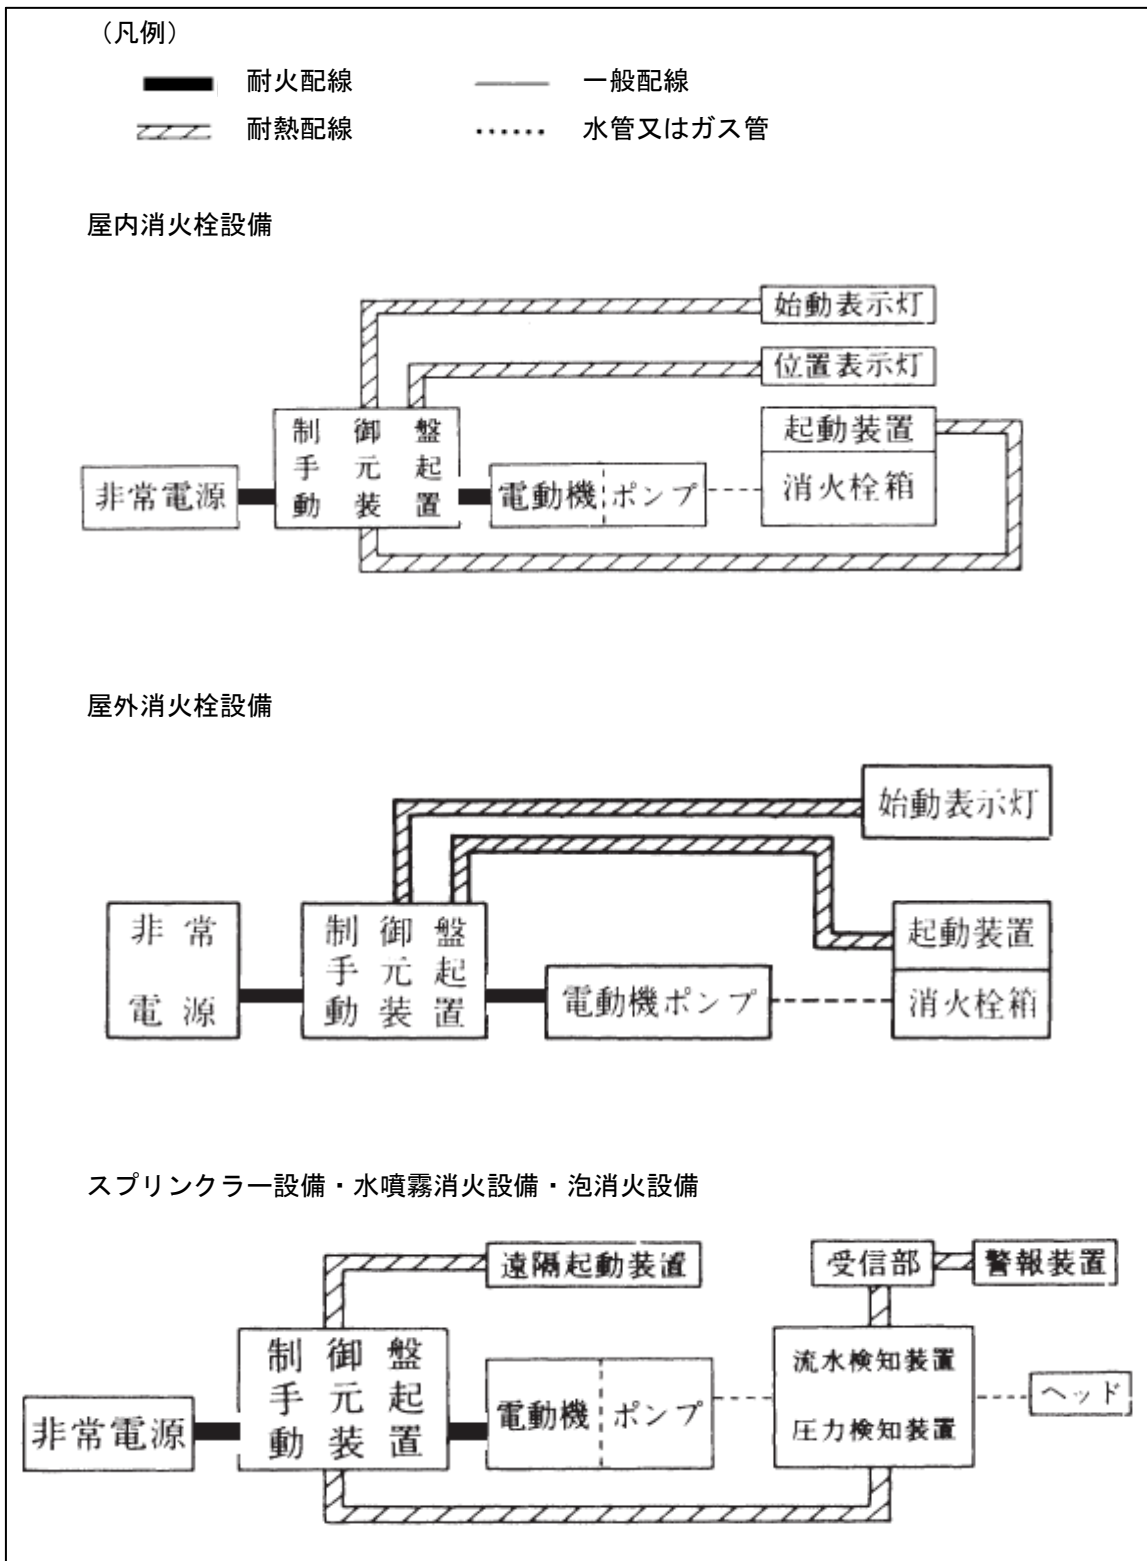 （凡例）
耐火配線 一般配線
耐熱配線 水管又はガス管
屋内消火栓設備
始動表示灯
位置表示灯
制御盤
手元起
動装置
起動装置
消火栓箱
非常電源
電動機 ポンプ
屋外消火栓設備
始動表示灯
非常
電源
制御盤
手元起
動装置
起動装置
消火栓箱
電動機ポンプ
スプリンクラー設備・水噴霧消火設備・泡消火設備
遠隔起動装置
受信部
警報装置
制御盤
手元起
動装置
流水検知装置
圧力検知装置
ヘッド
非常電源
電動機 ポンプ